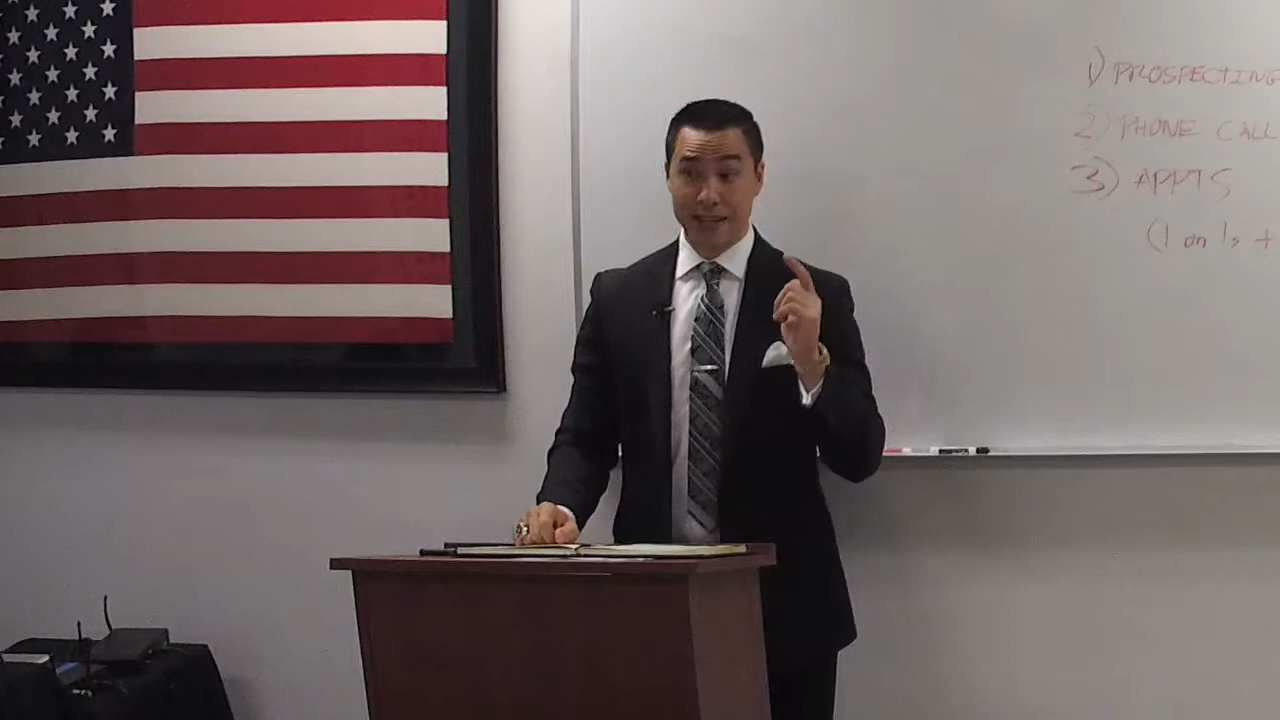 1) PROSPECTING
2) PHONE CALL
3) APPTS
(1 on 1s +